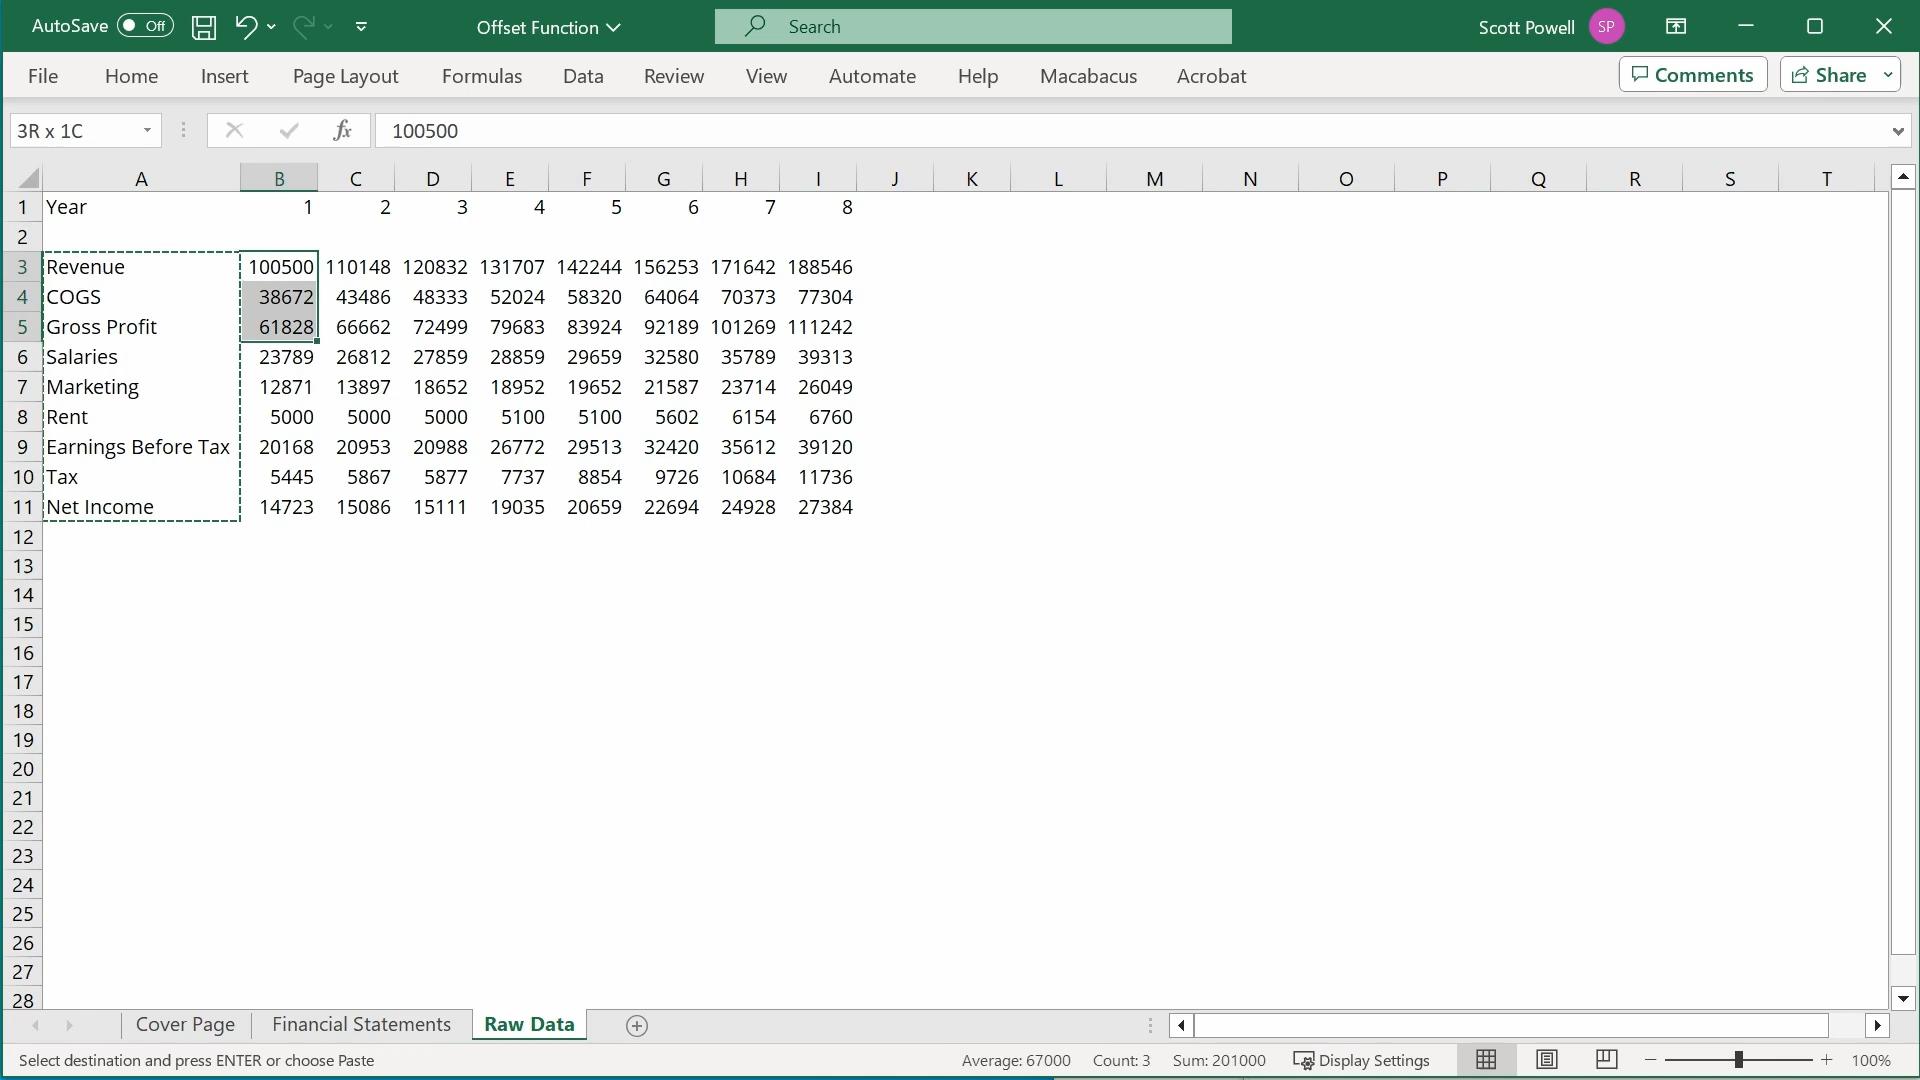 AutoSave Off Offset Function Search Scott Powell SP
File Home Insert Page Layout Formulas Data Review View Automate Help Macabacus Acrobat Comments Share
3R x 1C fx 100500
A B C D E F G H I J K L M N O P Q R S T
1 Year 1 2 3 4 5 6 7 8
2
3 Revenue 100500 110148 120832 131707 142244 156253 171642 188546
4 COGS 38672 43486 48333 52024 58320 64064 70373 77304
5 Gross Profit 61828 66662 72499 79683 83924 92189 101269 111242
6 Salaries 23789 26812 27859 28859 29659 32580 35789 39313
7 Marketing 12871 13897 18652 18952 19652 21587 23714 26049
8 Rent 5000 5000 5000 5100 5100 5602 6154 6760
9 Earnings Before Tax 20168 20953 20988 26772 29513 32420 35612 39120
10 Tax 5445 5867 5877 7737 8854 9726 10684 11736
11 Net Income 14723 15086 15111 19035 20659 22694 24928 27384
12
13
14
15
16
17
18
19
20
21
22
23
24
25
26
27
28
Cover Page Financial Statements Raw Data
Select destination and press ENTER or choose Paste Average: 67000 Count: 3 Sum: 201000 Display Settings 100%